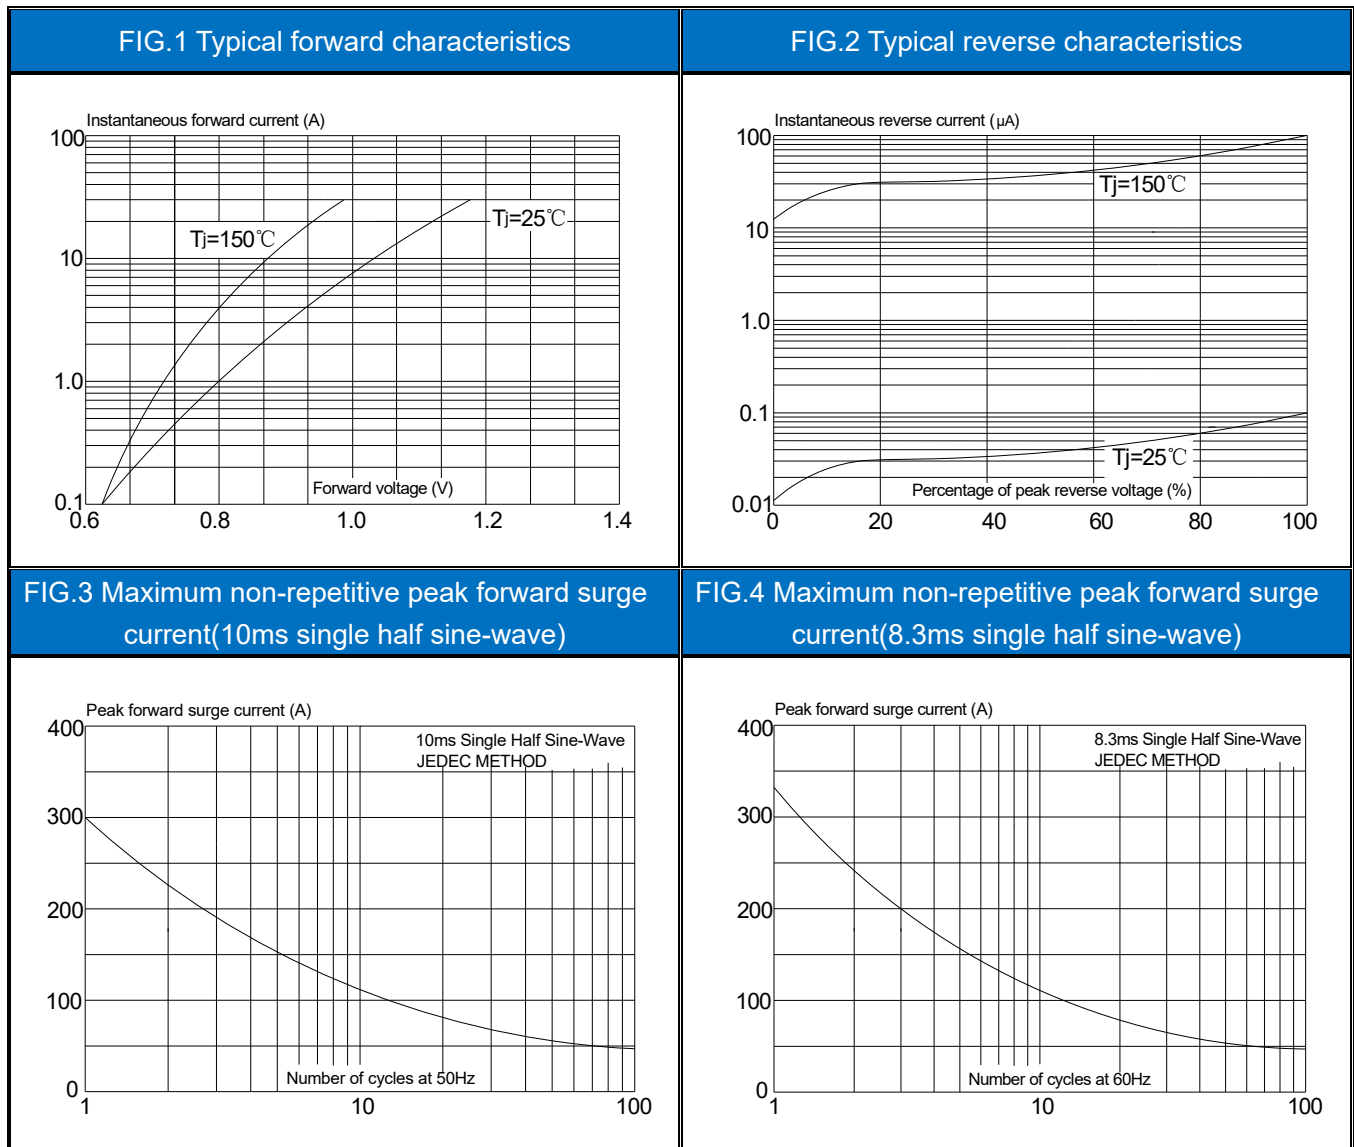 FIG.1 Typical forward characteristics
Instantaneous forward current (A)
100
10
1.0
0.1
Tj=150℃
Tj=25℃
Forward voltage (V)
0.6 0.8 1.0 1.2 1.4
FIG.2 Typical reverse characteristics
Instantaneous reverse current (μA)
100
10
1.0
0.1
0.01
Tj=150℃
Tj=25℃
Percentage of peak reverse voltage (%)
0 20 40 60 80 100
FIG.3 Maximum non-repetitive peak forward surge
current(10ms single half sine-wave)
Peak forward surge current (A)
400
300
200
100
0
10ms Single Half Sine-Wave
JEDEC METHOD
Number of cycles at 50Hz
1 10 100
FIG.4 Maximum non-repetitive peak forward surge
current(8.3ms single half sine-wave)
Peak forward surge current (A)
400
300
200
100
0
8.3ms Single Half Sine-Wave
JEDEC METHOD
Number of cycles at 60Hz
1 10 100